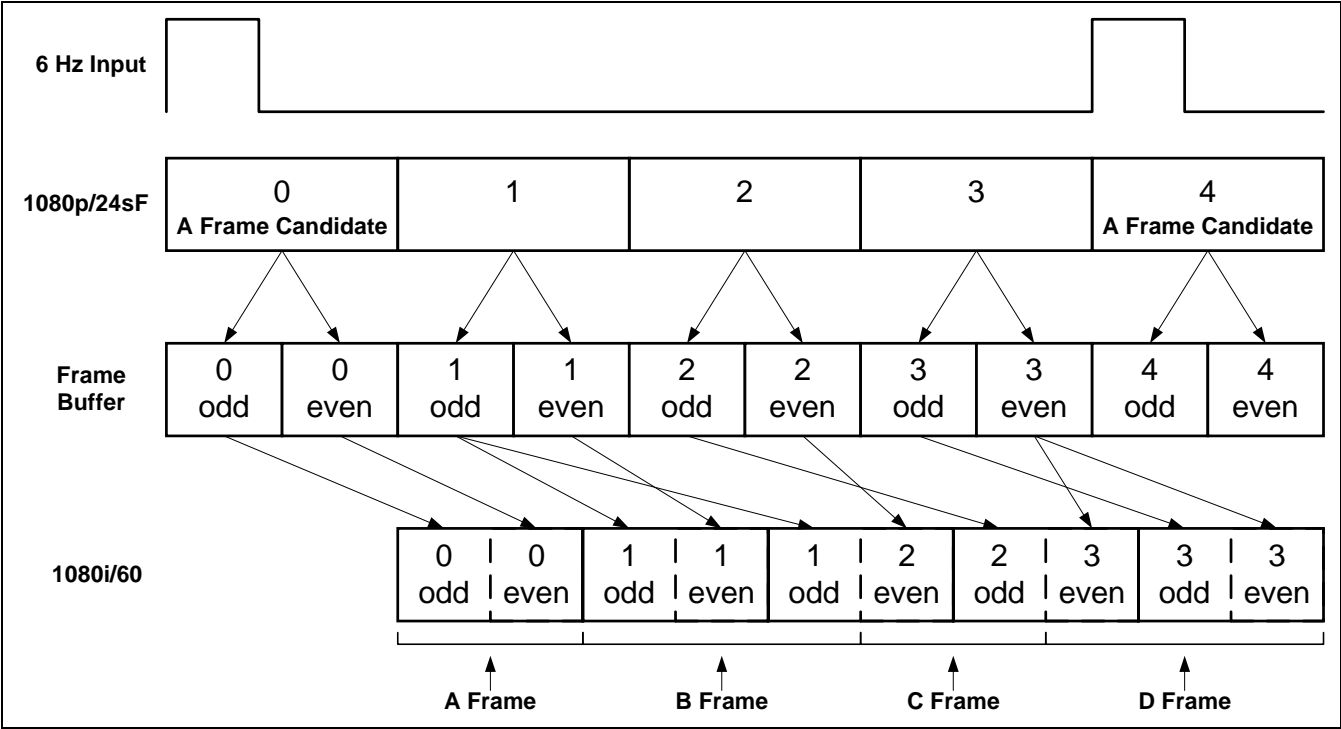 6 Hz Input
1080p/24sF
0 1 2 3 4
A Frame Candidate A Frame Candidate
Frame
Buffer
0 0 1 1 2 2 3 3 4 4
odd even odd even odd even odd even odd even
1080i/60
0 0 1 1 1 2 2 3 3 3
odd even odd even odd even odd even odd even
A Frame B Frame C Frame D Frame